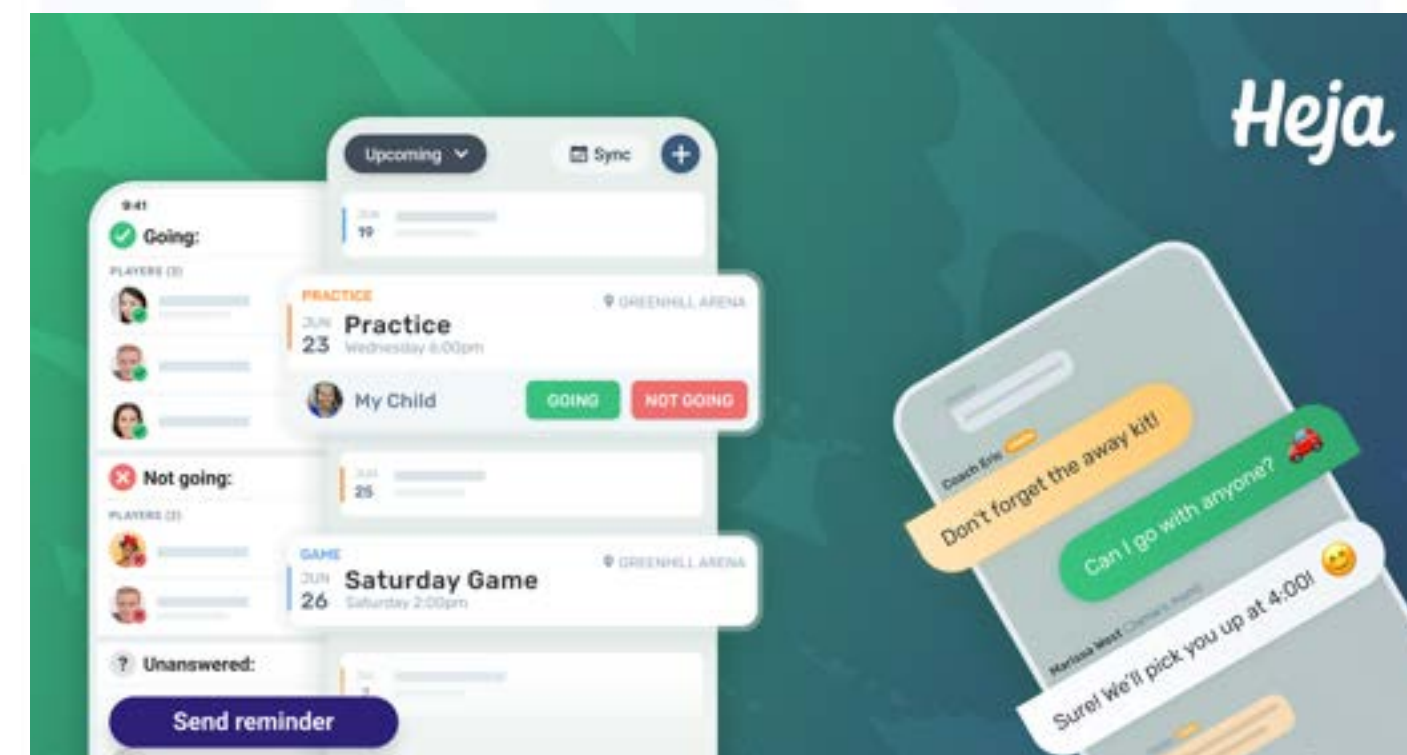 Heja
Upcoming
Sync
JUN
19
PRACTICE
GREENHILL ARENA
JUN
23
Practice
Wednesday 6:00pm
My Child
GOING
NOT GOING
JUN
25
GAME
GREENHILL ARENA
JUN
26
Saturday Game
Saturday 2:00pm
9:41
Going:
PLAYERS (3)
Not going:
PLAYERS (2)
? Unanswered:
Send reminder
Coach Eric
Don't forget the away kit!
Can I go with anyone? 🚗
Marissa West
Sure! We'll pick you up at 4:00! 😊